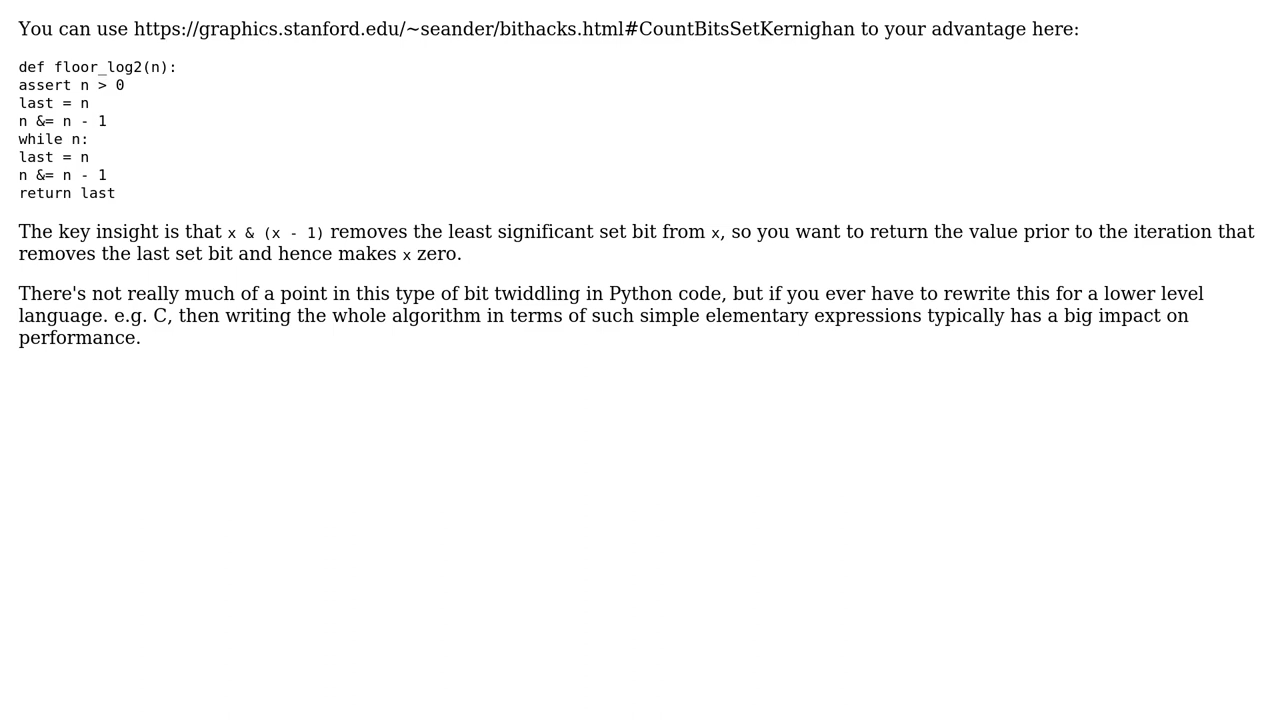 You can use https://graphics.stanford.edu/~seander/bithacks.html#CountBitsSetKernighan to your advantage here:
def floor_log2(n):
assert n > 0
last = n
n &= n - 1
while n:
last = n
n &= n - 1
return last
The key insight is that x & (x - 1) removes the least significant set bit from x, so you want to return the value prior to the iteration that
removes the last set bit and hence makes x zero.
There's not really much of a point in this type of bit twiddling in Python code, but if you ever have to rewrite this for a lower level
language. e.g. C, then writing the whole algorithm in terms of such simple elementary expressions typically has a big impact on
performance.